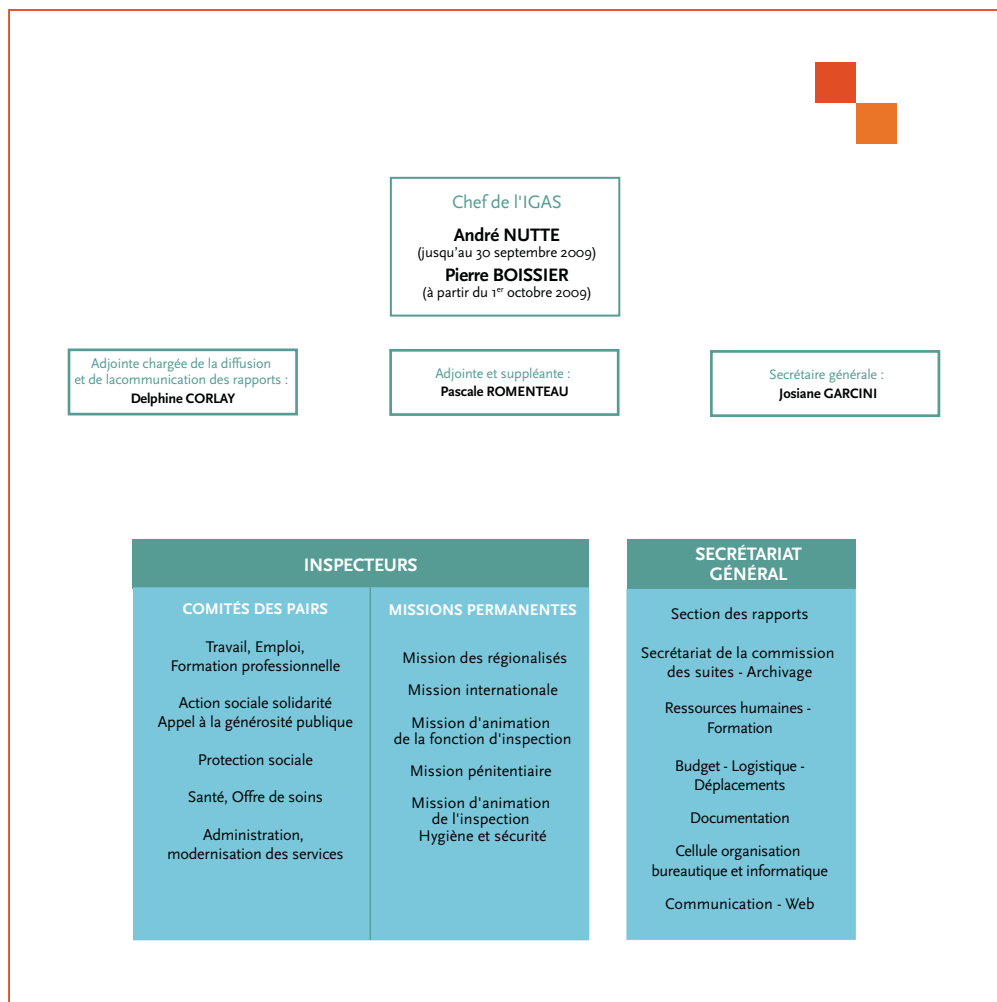 Chef de l'IGAS
André NUTTE
(jusqu'au 30 septembre 2009)
Pierre BOISSIER
(à partir du 1er octobre 2009)
Adjointe chargée de la diffusion
et de lacommunication des rapports :
Delphine CORLAY
Adjointe et suppléante :
Pascale ROMENTEAU
Secrétaire générale :
Josiane GARCINI
INSPECTEURS
COMITÉS DES PAIRS
Travail, Emploi,
Formation professionnelle
Action sociale solidarité
Appel à la générosité publique
Protection sociale
Santé, Offre de soins
Administration,
modernisation des services
MISSIONS PERMANENTES
Mission des régionalisés
Mission internationale
Mission d'animation
de la fonction d'inspection
Mission pénitentiaire
Mission d'animation
de l'inspection
Hygiène et sécurité
SECRÉTARIAT
GÉNÉRAL
Section des rapports
Secrétariat de la commission
des suites - Archivage
Ressources humaines -
Formation
Budget - Logistique -
Déplacements
Documentation
Cellule organisation
bureautique et informatique
Communication - Web